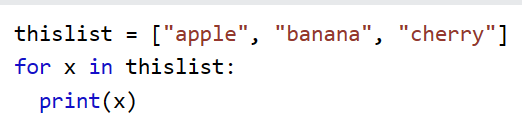 thislist = ["apple", "banana", "cherry"]
for x in thislist:
  print(x)